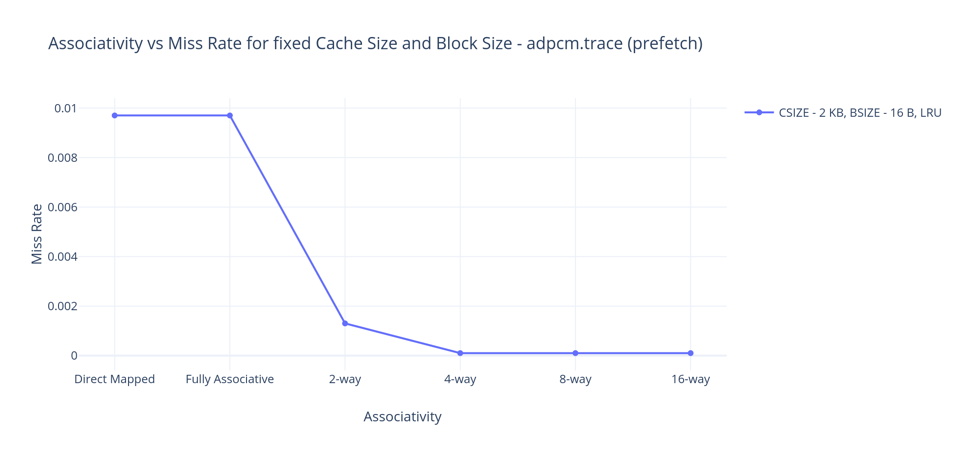 Associativity vs Miss Rate for fixed Cache Size and Block Size - adpcm.trace (prefetch)
0.01
0.008
0.006
0.004
0.002
0
Miss Rate
CSIZE - 2 KB, BSIZE - 16 B, LRU
Direct Mapped Fully Associative 2-way 4-way 8-way 16-way
Associativity